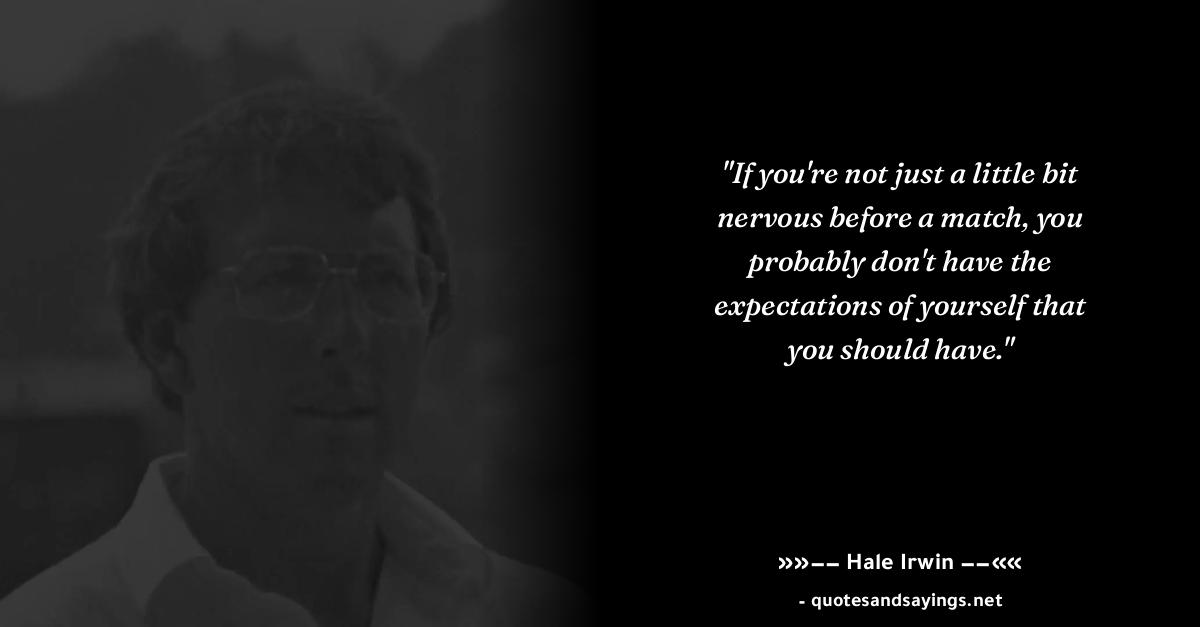 "If you're not just a little bit
nervous before a match, you
probably don't have the
expectations of yourself that
you should have."
»»–– Hale Irwin ––««
- quotesandsayings.net